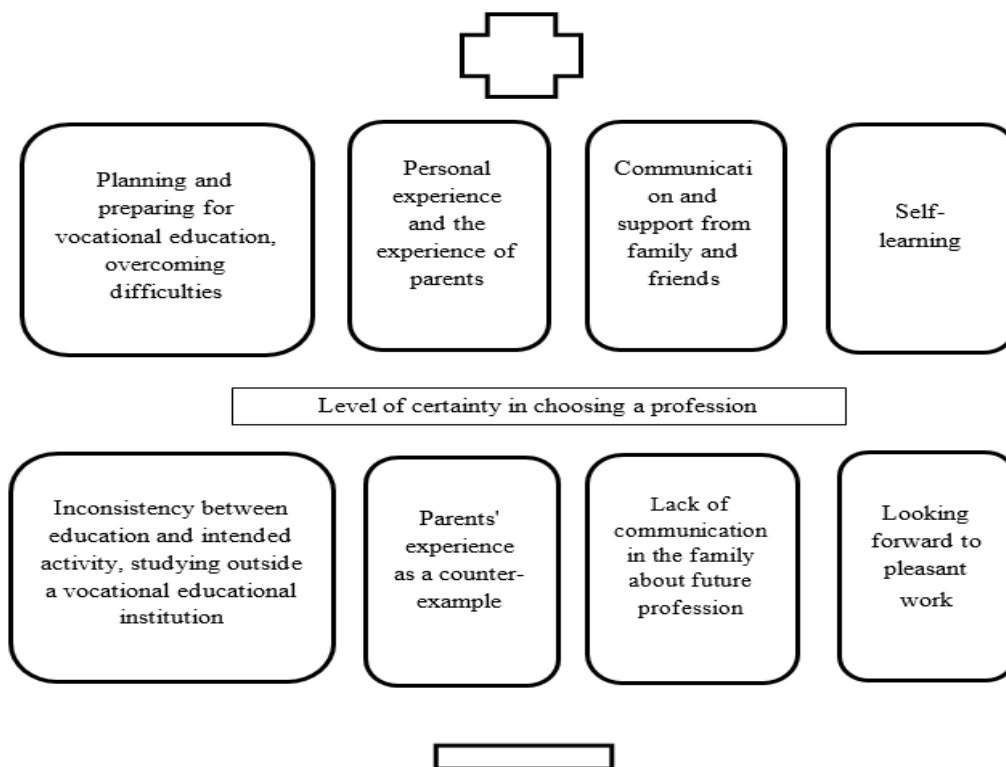 Planning and
preparing for
vocational education,
overcoming
difficulties
Personal
experience
and the
experience of
parents
Communicati
on and
support from
family and
friends
Self-
learning
Level of certainty in choosing a profession
Inconsistency between
education and intended
activity, studying outside
a vocational educational
institution
Parents'
experience
as a counter-
example
Lack of
communication
in the family
about future
profession
Looking
forward to
pleasant
work